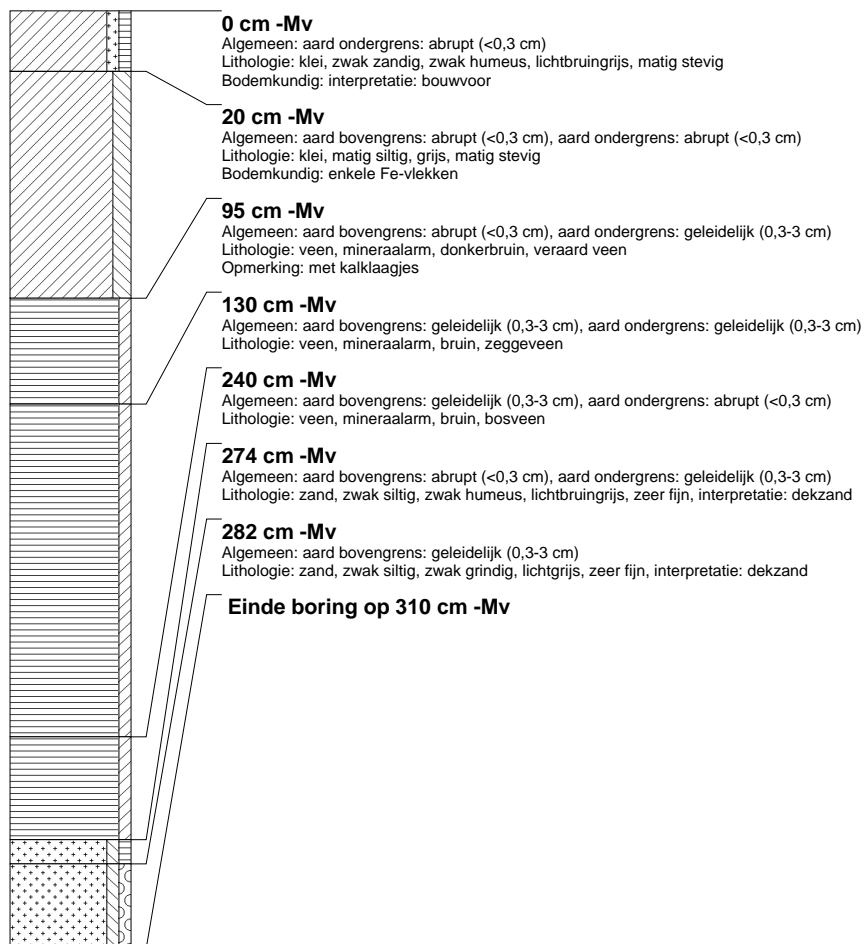 0 cm -Mv
Algemeen: aard ondergrens: abrupt (<0,3 cm)
Lithologie: klei, zwak zandig, zwak humeus, lichtbruingrijs, matig stevig
Bodemkundig: interpretatie: bouwvoor
20 cm -Mv
Algemeen: aard bovengrens: abrupt (<0,3 cm), aard ondergrens: abrupt (<0,3 cm)
Lithologie: klei, matig siltig, grijs, matig stevig
Bodemkundig: enkele Fe-vlekken
95 cm -Mv
Algemeen: aard bovengrens: abrupt (<0,3 cm), aard ondergrens: geleidelijk (0,3-3 cm)
Lithologie: veen, mineraalarm, donkerbruin, veraard veen
Opmerking: met kalklaagjes
130 cm -Mv
Algemeen: aard bovengrens: geleidelijk (0,3-3 cm), aard ondergrens: geleidelijk (0,3-3 cm)
Lithologie: veen, mineraalarm, bruin, zeggeveen
240 cm -Mv
Algemeen: aard bovengrens: geleidelijk (0,3-3 cm), aard ondergrens: abrupt (<0,3 cm)
Lithologie: veen, mineraalarm, bruin, bosveen
274 cm -Mv
Algemeen: aard bovengrens: abrupt (<0,3 cm), aard ondergrens: geleidelijk (0,3-3 cm)
Lithologie: zand, zwak siltig, zwak humeus, lichtbruingrijs, zeer fijn, interpretatie: dekzand
282 cm -Mv
Algemeen: aard bovengrens: geleidelijk (0,3-3 cm)
Lithologie: zand, zwak siltig, zwak grindig, lichtgrijs, zeer fijn, interpretatie: dekzand
Einde boring op 310 cm -Mv